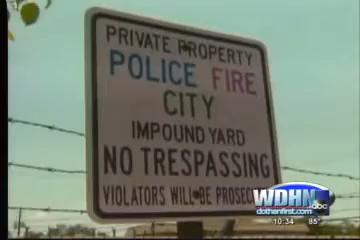 PRIVATE PROPERTY
POLICE FIRE
CITY
IMPOUND YARD
NO TRESPASSING
VIOLATORS WILL BE PROSEC
WDHN abc
dothanfirst.com
10:34 85°